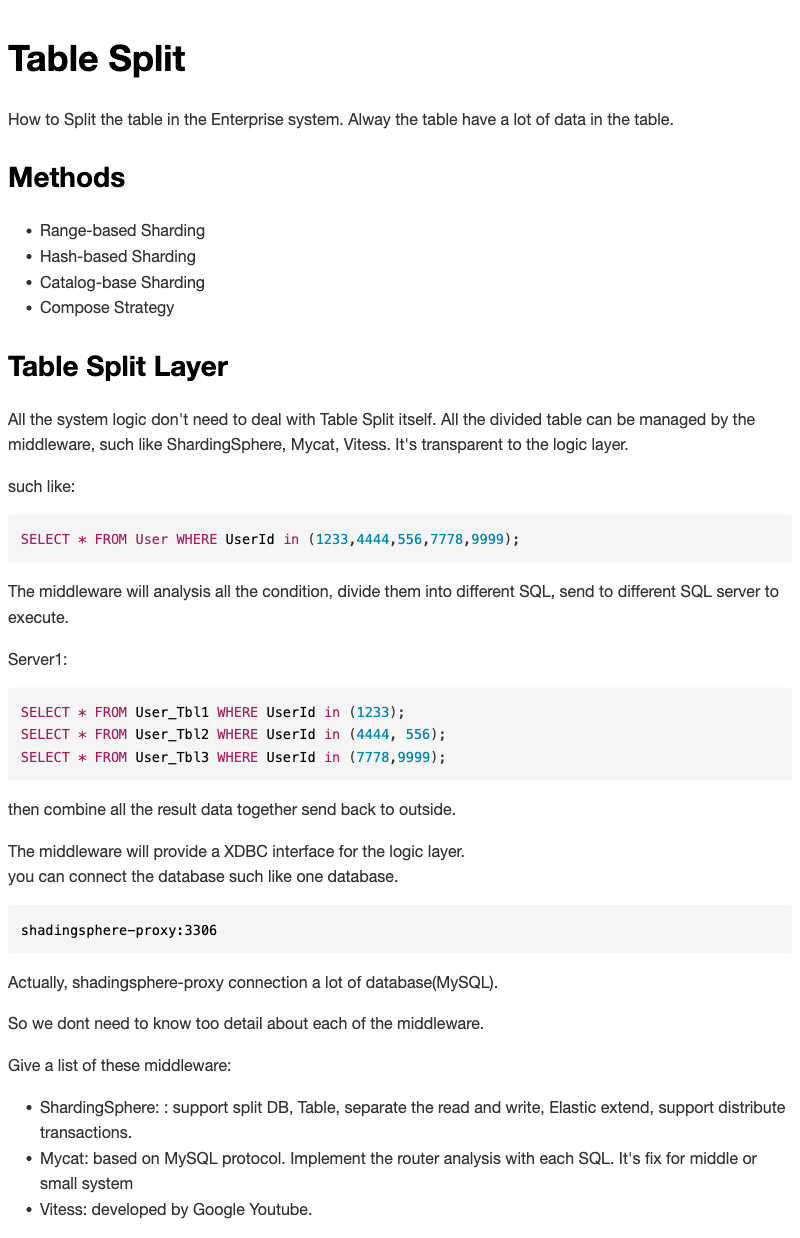 Table Split
How to Split the table in the Enterprise system. Alway the table have a lot of data in the table.
Methods
• Range-based Sharding
• Hash-based Sharding
• Catalog-base Sharding
• Compose Strategy
Table Split Layer
All the system logic don't need to deal with Table Split itself. All the divided table can be managed by the
middleware, such like ShardingSphere, Mycat, Vitess. It's transparent to the logic layer.
such like:
SELECT * FROM User WHERE UserId in (1233,4444,556,7778,9999);
The middleware will analysis all the condition, divide them into different SQL, send to different SQL server to
execute.
Server1:
SELECT * FROM User_Tbl1 WHERE UserId in (1233);
SELECT * FROM User_Tbl2 WHERE UserId in (4444, 556);
SELECT * FROM User_Tbl3 WHERE UserId in (7778,9999);
then combine all the result data together send back to outside.
The middleware will provide a XDBC interface for the logic layer.
you can connect the database such like one database.
shadingsphere-proxy:3306
Actually, shadingsphere-proxy connection a lot of database(MySQL).
So we dont need to know too detail about each of the middleware.
Give a list of these middleware:
• ShardingSphere: : support split DB, Table, separate the read and write, Elastic extend, support distribute
transactions.
• Mycat: based on MySQL protocol. Implement the router analysis with each SQL. It's fix for middle or
small system
• Vitess: developed by Google Youtube.